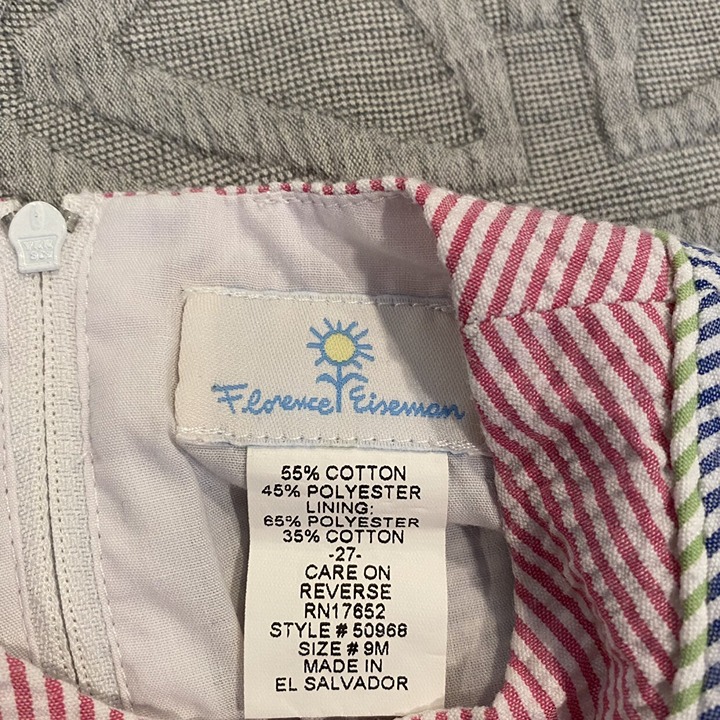 Florence Eiseman
55% COTTON
45% POLYESTER
LINING:
65% POLYESTER
35% COTTON
-27-
CARE ON
REVERSE
RN17652
STYLE # 50968
SIZE # 9M
MADE IN
EL SALVADOR